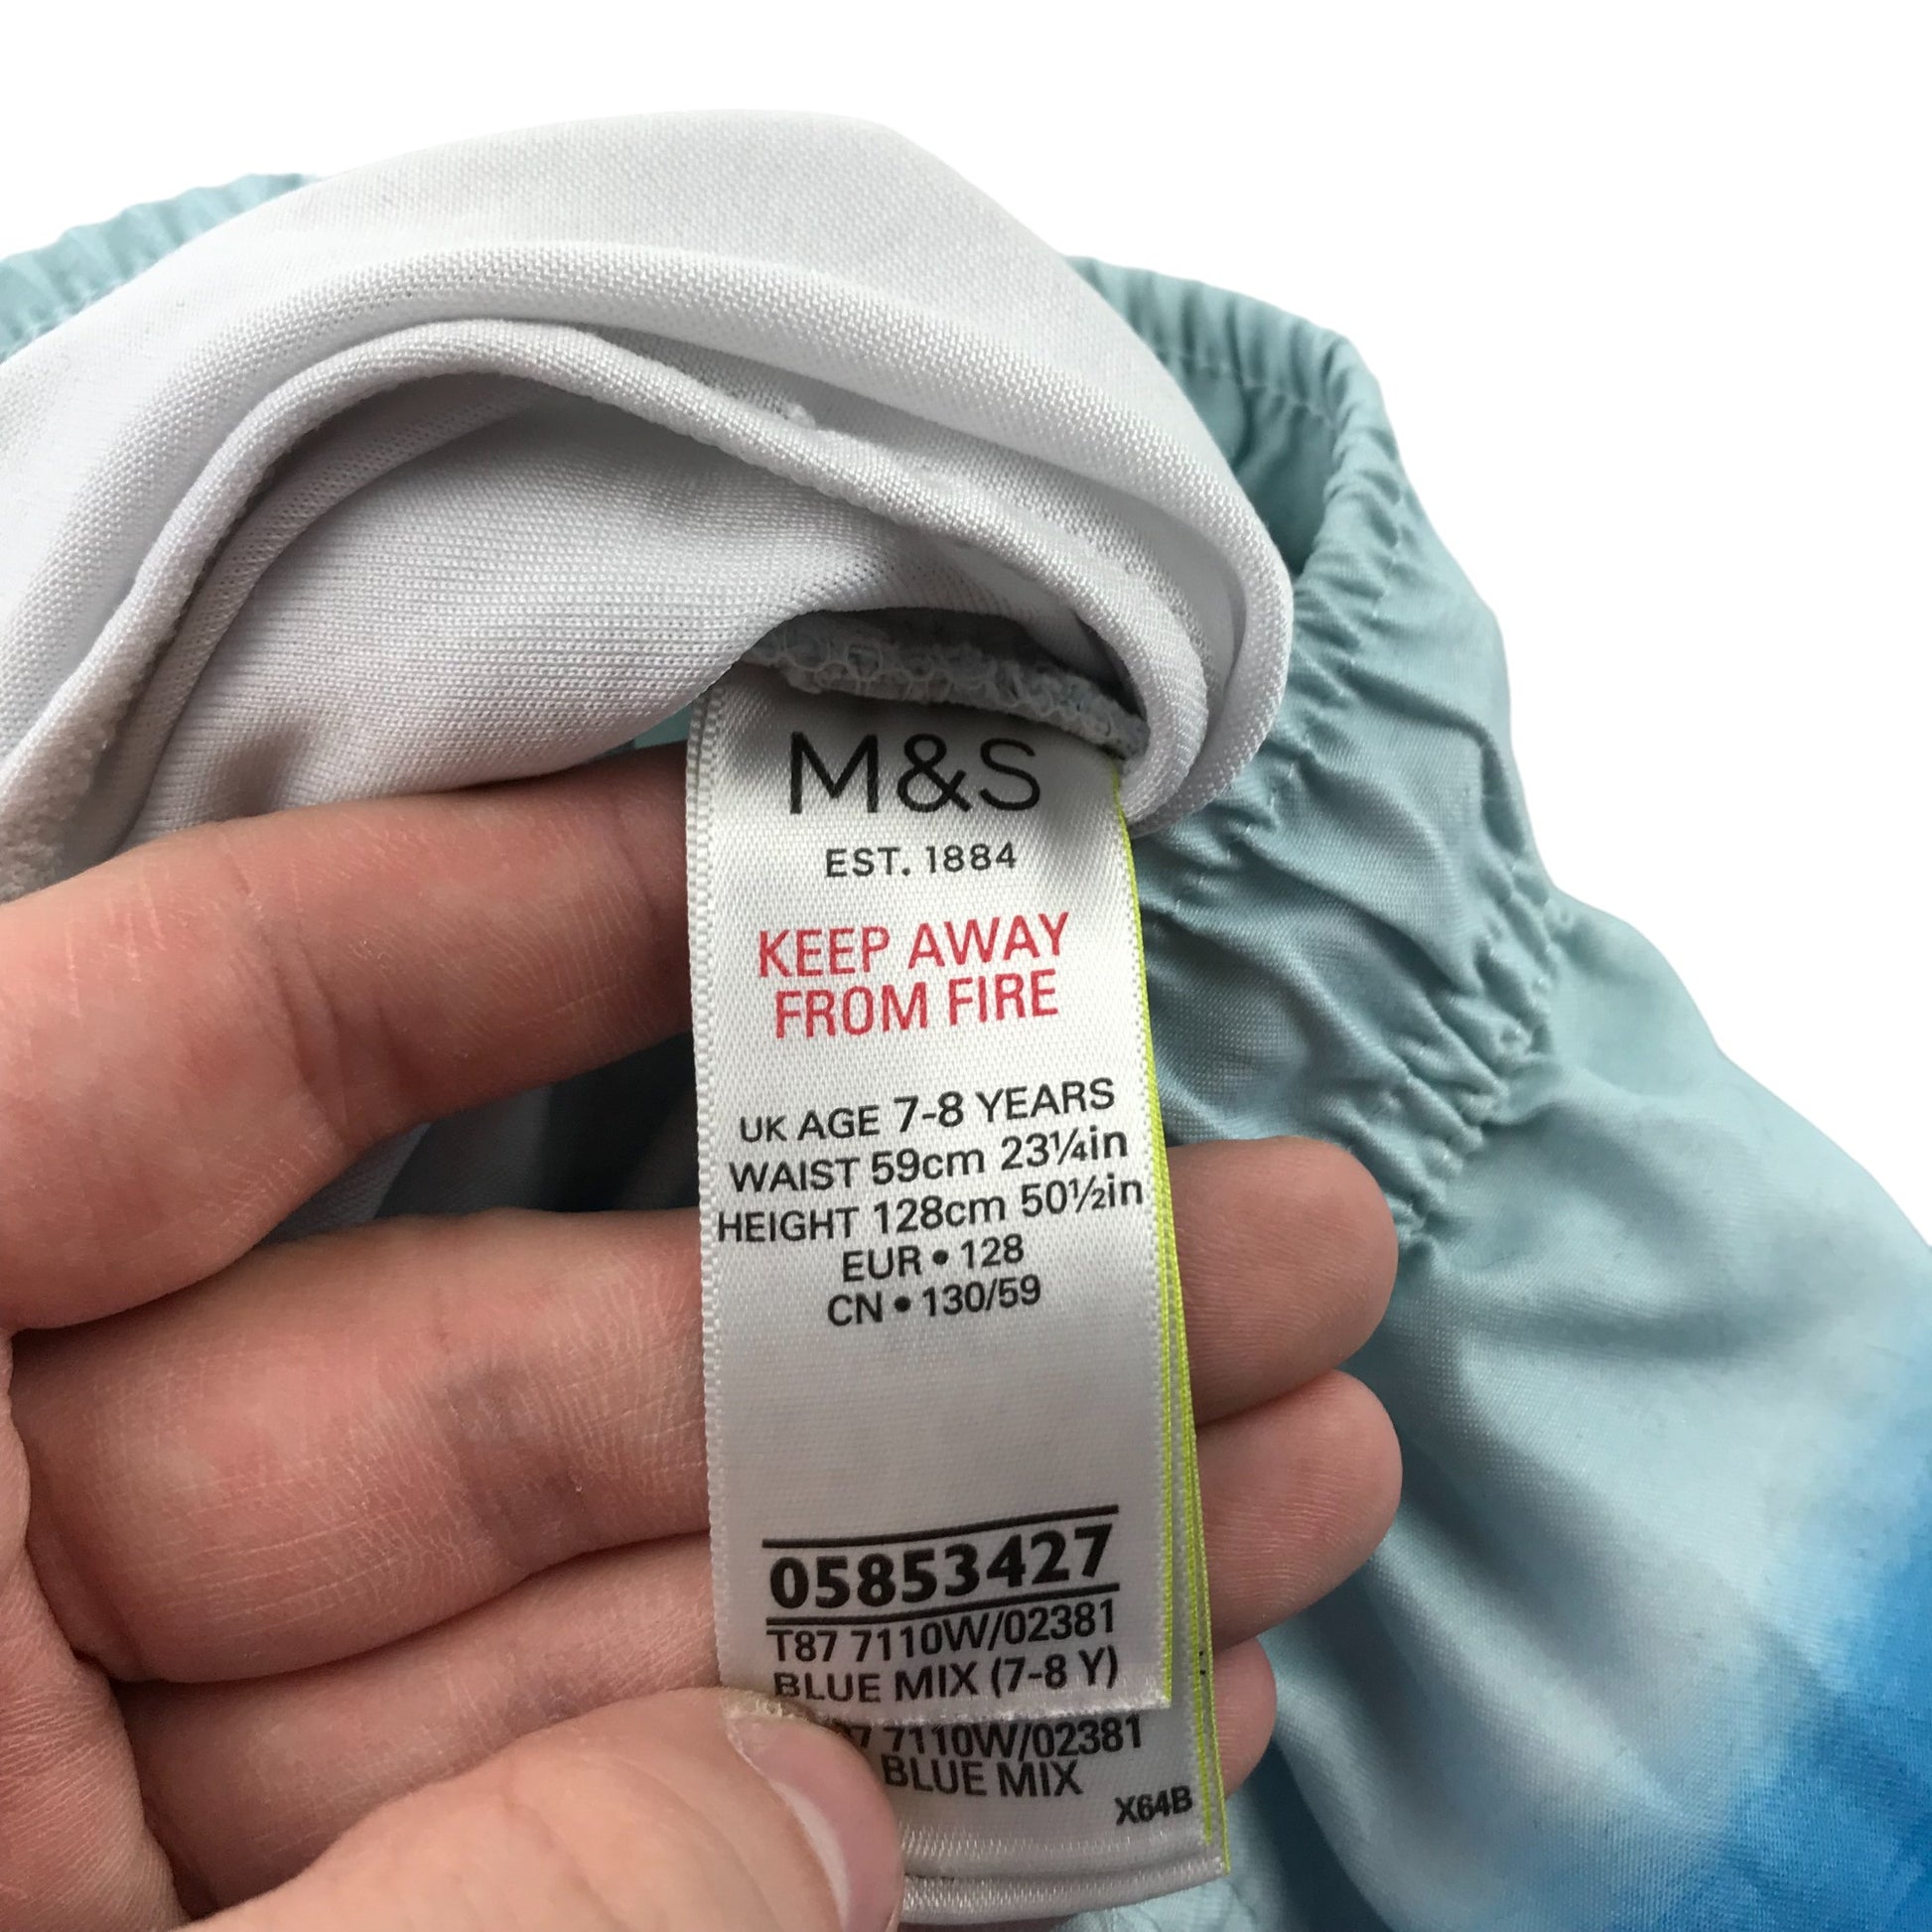 M&S
EST. 1884
KEEP AWAY
FROM FIRE
UK AGE 7-8 YEARS
WAIST 59cm 23¼in
HEIGHT 128cm 50½in
EUR • 128
CN • 130/59
05853427
T87 7110W/02381
BLUE MIX (7-8 Y)
7 7110W/02381
BLUE MIX
X64B